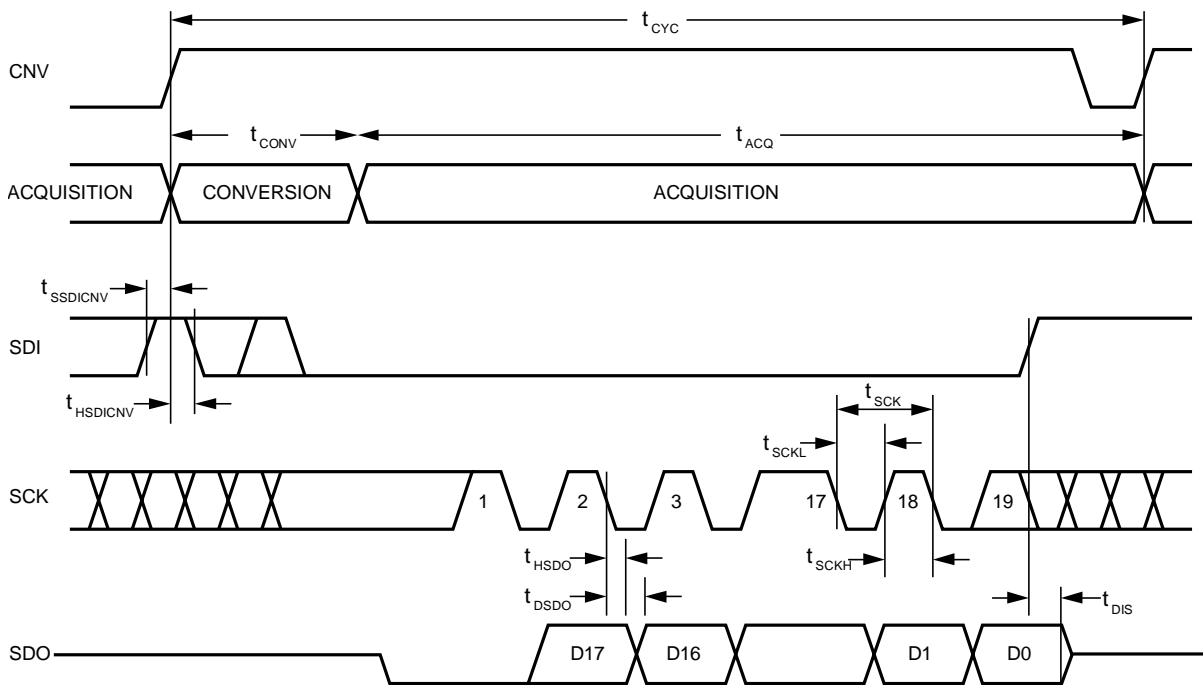 tCYC
CNV
tCONV
tACQ
ACQUISITION
CONVERSION
ACQUISITION
tSSDICNV
SDI
tHSDICNV
tSCK
tSCKL
SCK
1
2
3
17
18
19
tHSDO
tSCKH
tDSDO
tDIS
SDO
D17
D16
D1
D0